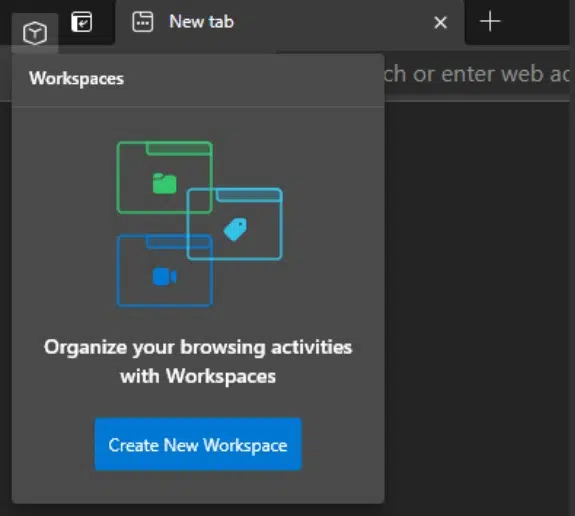 New tab
Workspaces
ch or enter web ad
Organize your browsing activities
with Workspaces
Create New Workspace